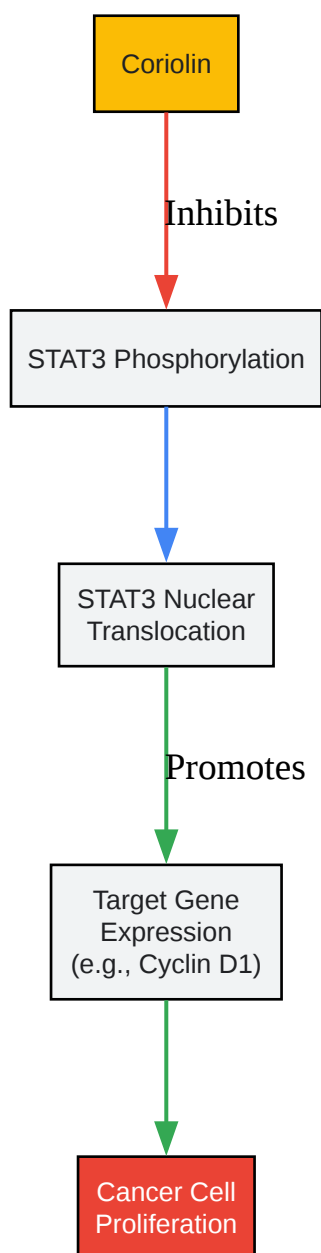 Coriolin
Inhibits
STAT3 Phosphorylation
STAT3 Nuclear
Translocation
Promotes
Target Gene
Expression
(e.g., Cyclin D1)
Cancer Cell
Proliferation